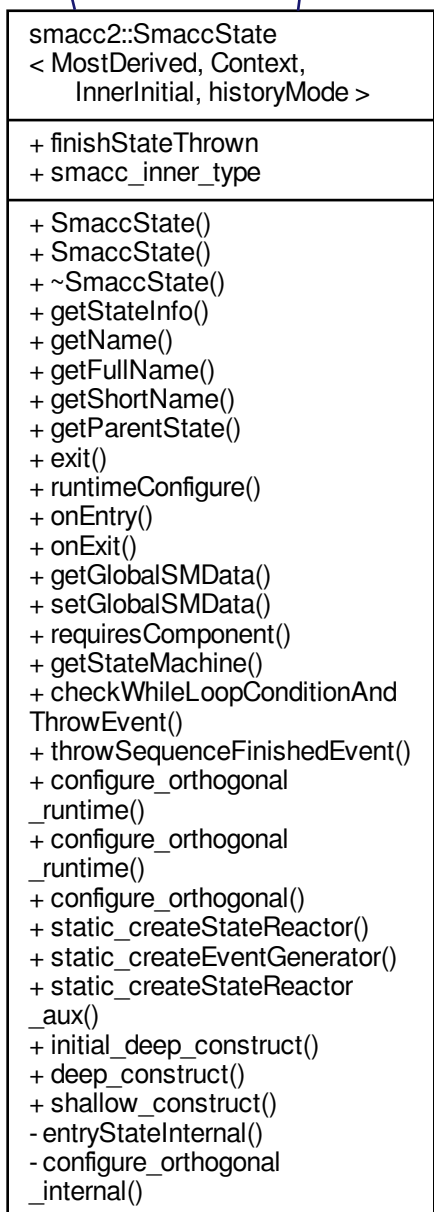 smacc2::SmaccState
< MostDerived, Context,
InnerInitial, historyMode >
+ finishStateThrown
+ smacc_inner_type
+ SmaccState()
+ SmaccState()
+ ~SmaccState()
+ getStateInfo()
+ getName()
+ getFullName()
+ getShortName()
+ getParentState()
+ exit()
+ runtimeConfigure()
+ onEntry()
+ onExit()
+ getGlobalSMData()
+ setGlobalSMData()
+ requiresComponent()
+ getStateMachine()
+ checkWhileLoopConditionAnd
ThrowEvent()
+ throwSequenceFinishedEvent()
+ configure_orthogonal
_runtime()
+ configure_orthogonal
_runtime()
+ configure_orthogonal()
+ static_createStateReactor()
+ static_createEventGenerator()
+ static_createStateReactor
_aux()
+ initial_deep_construct()
+ deep_construct()
+ shallow_construct()
- entryStateInternal()
- configure_orthogonal
_internal()